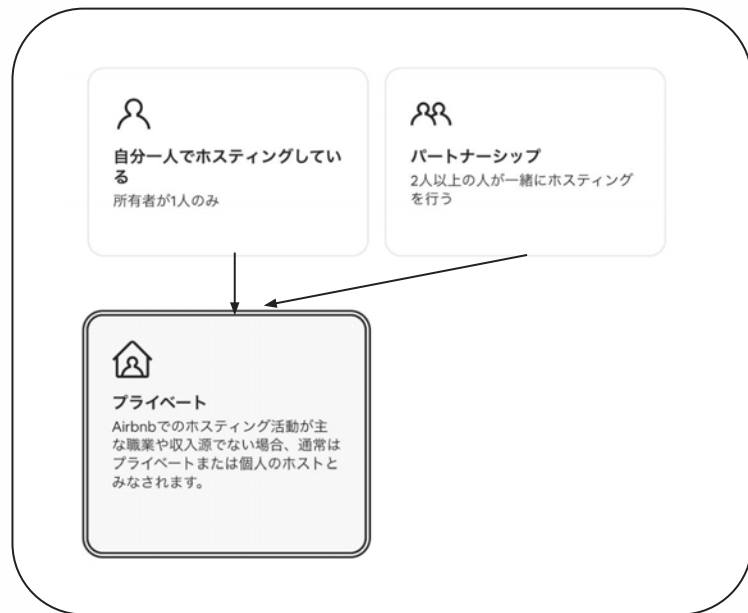 自分一人でホスティングしてい
る
所有者が1人のみ
パートナーシップ
2人以上の人が一緒にホスティング
を行う
プライベート
Airbnbでのホスティング活動が主
な職業や収入源でない場合、通常は
プライベートまたは個人のホストと
みなされます。